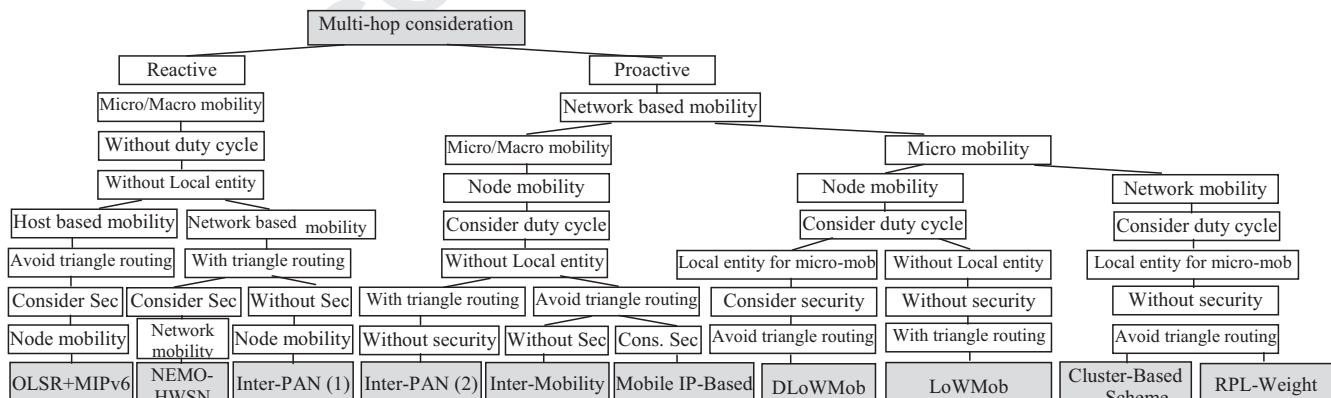 Multi-hop consideration
Reactive
Proactive
Micro/Macro mobility
Network based mobility
Without duty cycle
Micro/Macro mobility
Micro mobility
Without Local entity
Node mobility
Node mobility
Network mobility
Host based mobility
Network based mobility
Consider duty cycle
Consider duty cycle
Consider duty cycle
Avoid triangle routing
With triangle routing
Without Local entity
Local entity for micro-mob
Without Local entity
Local entity for micro-mob
Consider Sec
Consider Sec
Without Sec
With triangle routing
Avoid triangle routing
Consider security
Without security
Without security
Node mobility
Network
mobility
Node mobility
Without security
Without Sec
Cons. Sec
Avoid triangle routing
With triangle routing
Avoid triangle routing
OLSR+MIPv6
NEMO-
HWSN
Inter-PAN (1)
Inter-PAN (2)
Inter-Mobility
Mobile IP-Based
DLoWMob
LoWMob
Cluster-Based
Scheme
RPL-Weight